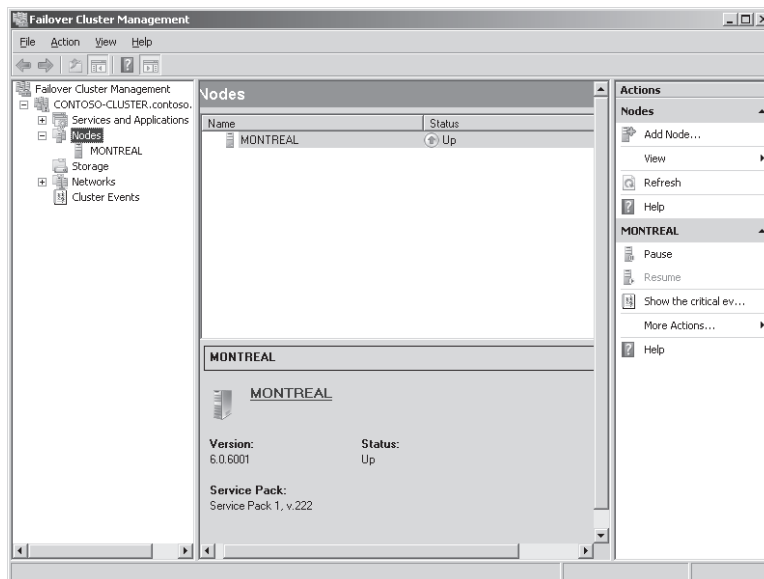 Failover Cluster Management
File Action View Help
Failover Cluster Management
CONTOSO-CLUSTER.contoso.
Services and Applications
Nodes
MONTREAL
Storage
Networks
Cluster Events
Nodes
Name Status
MONTREAL Up
MONTREAL
MONTREAL
Version: Status:
6.0.6001 Up
Service Pack:
Service Pack 1, v.222
Actions
Nodes
Add Node...
View
Refresh
Help
MONTREAL
Pause
Resume
Show the critical ev...
More Actions...
Help